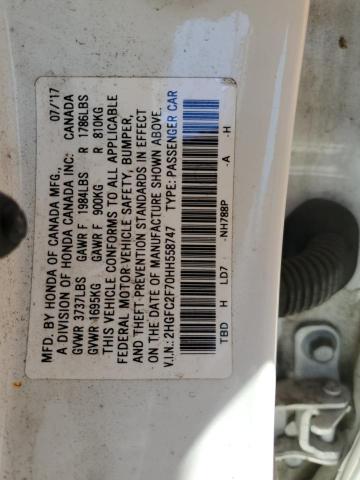 MFD. BY HONDA OF CANADA MFG., 07/'17
A DIVISION OF HONDA CANADA INC: CANADA
GVWR 3737LBS GAWR F 1984LBS R 1786LBS
GVWR 1695KG GAWR F 900KG R 810KG
THIS VEHICLE CONFORMS TO ALL APPLICABLE
FEDERAL MOTOR-VEHICLE SAFETY, BUMPER,
AND THEFT-PREVENTION STANDARDS IN EFFECT
ON THE DATE OF MANUFACTURE SHOWN ABOVE.
V.I.N.: 2HGFC2F70HH558747 TYPE: PASSENGER CAR
TBD H LD7 -NH788P -A -H